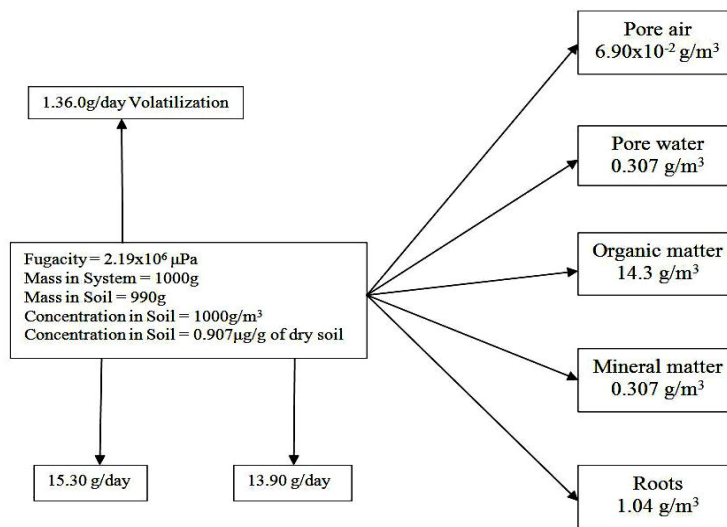 Pore air
6.90x10⁻² g/m³
1.36.0g/day Volatilization
Pore water
0.307 g/m³
Fugacity = 2.19x10⁶ µPa
Mass in System = 1000g
Mass in Soil = 990g
Concentration in Soil = 1000g/m³
Concentration in Soil = 0.907µg/g of dry soil
Organic matter
14.3 g/m³
Mineral matter
0.307 g/m³
15.30 g/day
13.90 g/day
Roots
1.04 g/m³